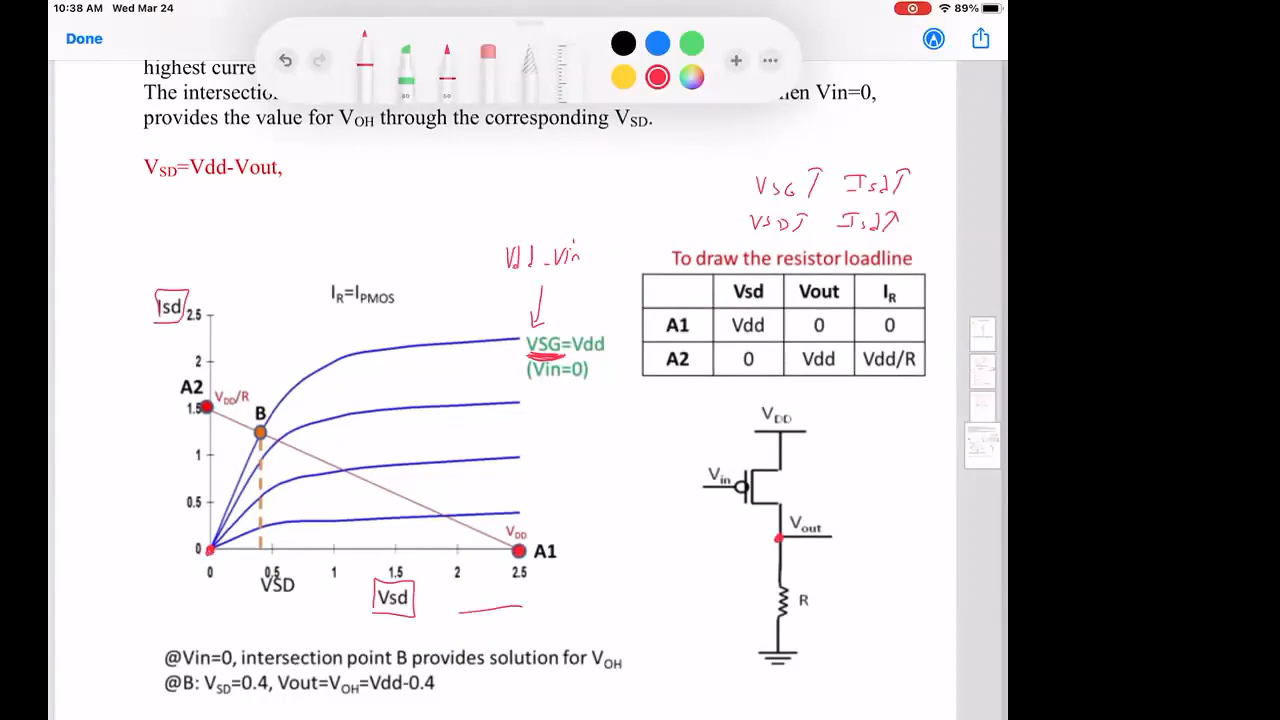 10:38 AM Wed Mar 24
89%
Done
highest curre
The intersectio
en Vin=0,
provides the value for VOH through the corresponding VSD.
VSD=Vdd-Vout,
VSG ↑ Isd ↑
VSD ↑ Isd ↑
Vdd - Vin
To draw the resistor loadline
Vsd Vout IR
A1 Vdd 0 0
A2 0 Vdd Vdd/R
Isd
IR=IPMOS
2.5
VSG=Vdd
(Vin=0)
2
A2
VDD/R
1.5
B
1
0.5
0
VDD
A1
0 0.5 1 1.5 2 2.5
VSD
Vsd
VDD
Vin
Vout
R
@Vin=0, intersection point B provides solution for VOH
@B: VSD=0.4, Vout=VOH=Vdd-0.4